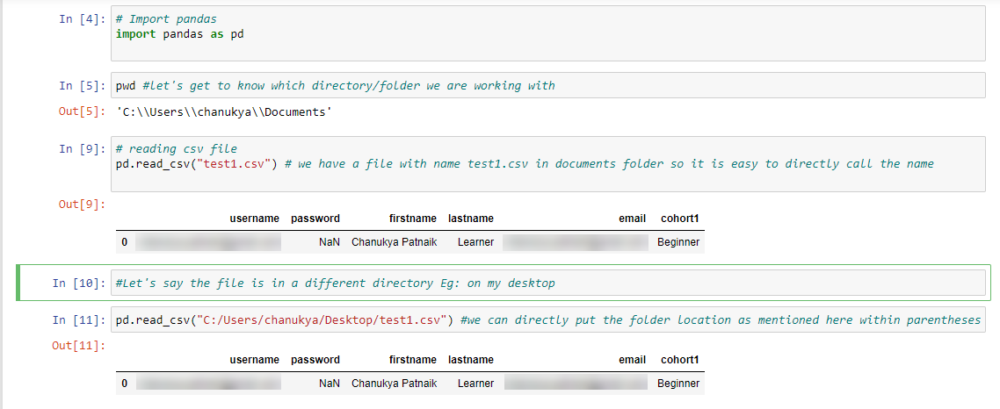 In [4]: # Import pandas
import pandas as pd
In [5]: pwd #Let's get to know which directory/folder we are working with
Out[5]: 'C:\\Users\\chanukya\\Documents'
In [9]: # reading csv file
pd.read_csv("test1.csv") # we have a file with name test1.csv in documents folder so it is easy to directly call the name
Out[9]:
username password firstname lastname email cohort1
0 NaN Chanukya Patnaik Learner Beginner
In [10]: #Let's say the file is in a different directory Eg: on my desktop
In [11]: pd.read_csv("C:/Users/chanukya/Desktop/test1.csv") #we can directly put the folder location as mentioned here within parentheses
Out[11]:
username password firstname lastname email cohort1
0 NaN Chanukya Patnaik Learner Beginner